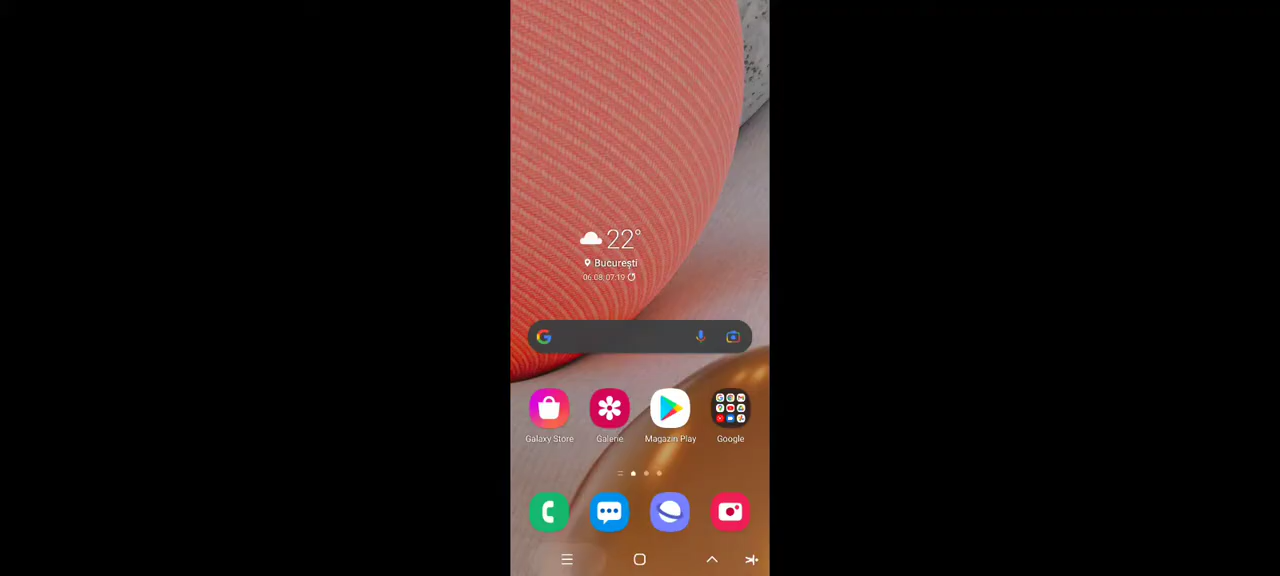 22°
București
06.08. 07:19
Galaxy Store
Galerie
Magazin Play
Google